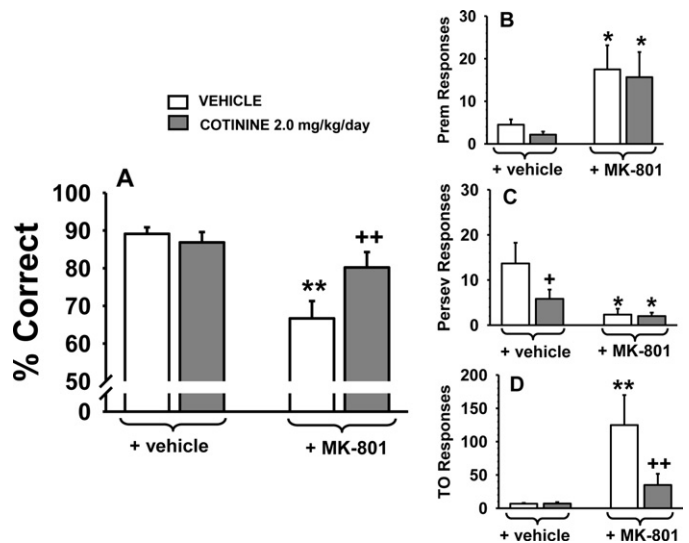 VEHICLE
COTININE 2.0 mg/kg/day
A
% Correct
100
90
80
70
60
50
0
**
++
+ vehicle
+ MK-801
B
Prem Responses
30
20
10
0
*
*
+ vehicle
+ MK-801
C
Persev Responses
30
20
10
0
+
*
*
+ vehicle
+ MK-801
D
TO Responses
200
150
100
50
0
**
++
+ vehicle
+ MK-801